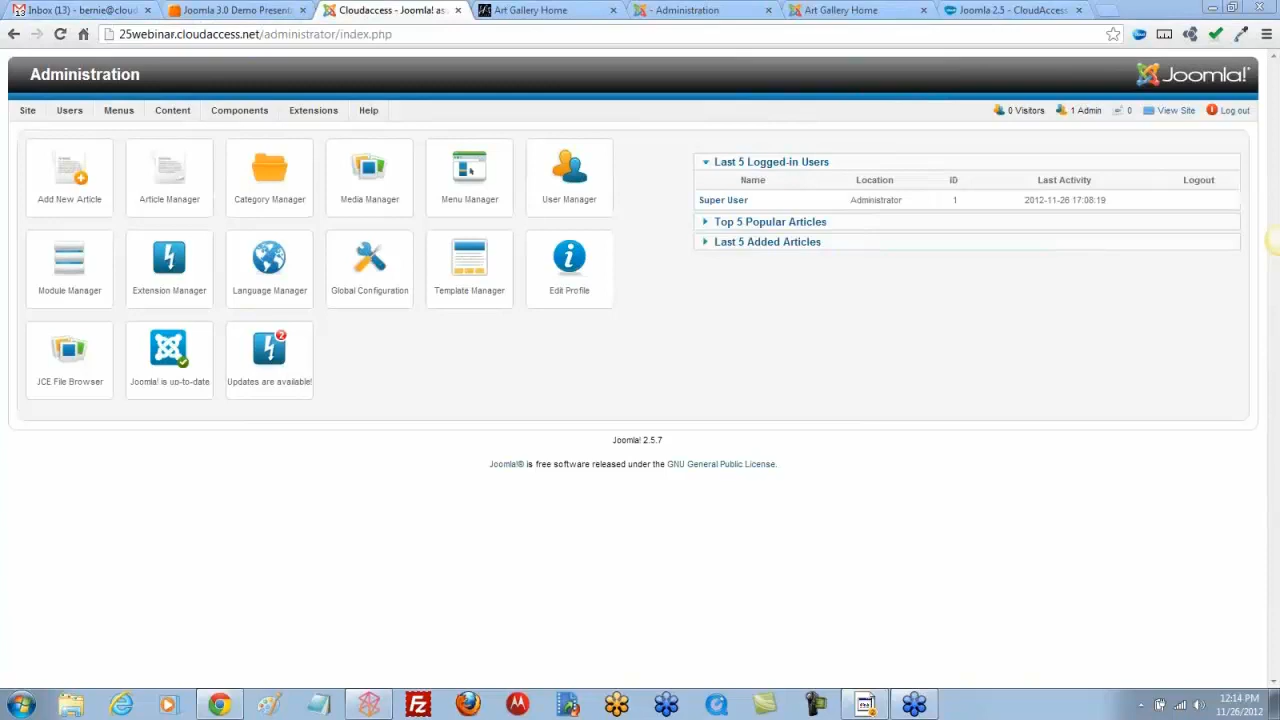 Inbox (13) - bernie@cloud
Joomla 3.0 Demo Present
Cloudaccess - Joomla! as
Art Gallery Home
- Administration
Art Gallery Home
Joomla 2.5 - CloudAccess
25webinar.cloudaccess.net/administrator/index.php
Administration
Joomla!
Site Users Menus Content Components Extensions Help
0 Visitors 1 Admin 0 View Site Log out
Add New Article
Article Manager
Category Manager
Media Manager
Menu Manager
User Manager
Last 5 Logged-in Users
Name Location ID Last Activity Logout
Super User Administrator 1 2012-11-26 17:08:19
Top 5 Popular Articles
Last 5 Added Articles
Module Manager
Extension Manager
Language Manager
Global Configuration
Template Manager
Edit Profile
2
JCE File Browser
Joomla! is up-to-date
Updates are available!
Joomla! 2.5.7
Joomla!® is free software released under the GNU General Public License.
FZ
12:14 PM
11/26/2012